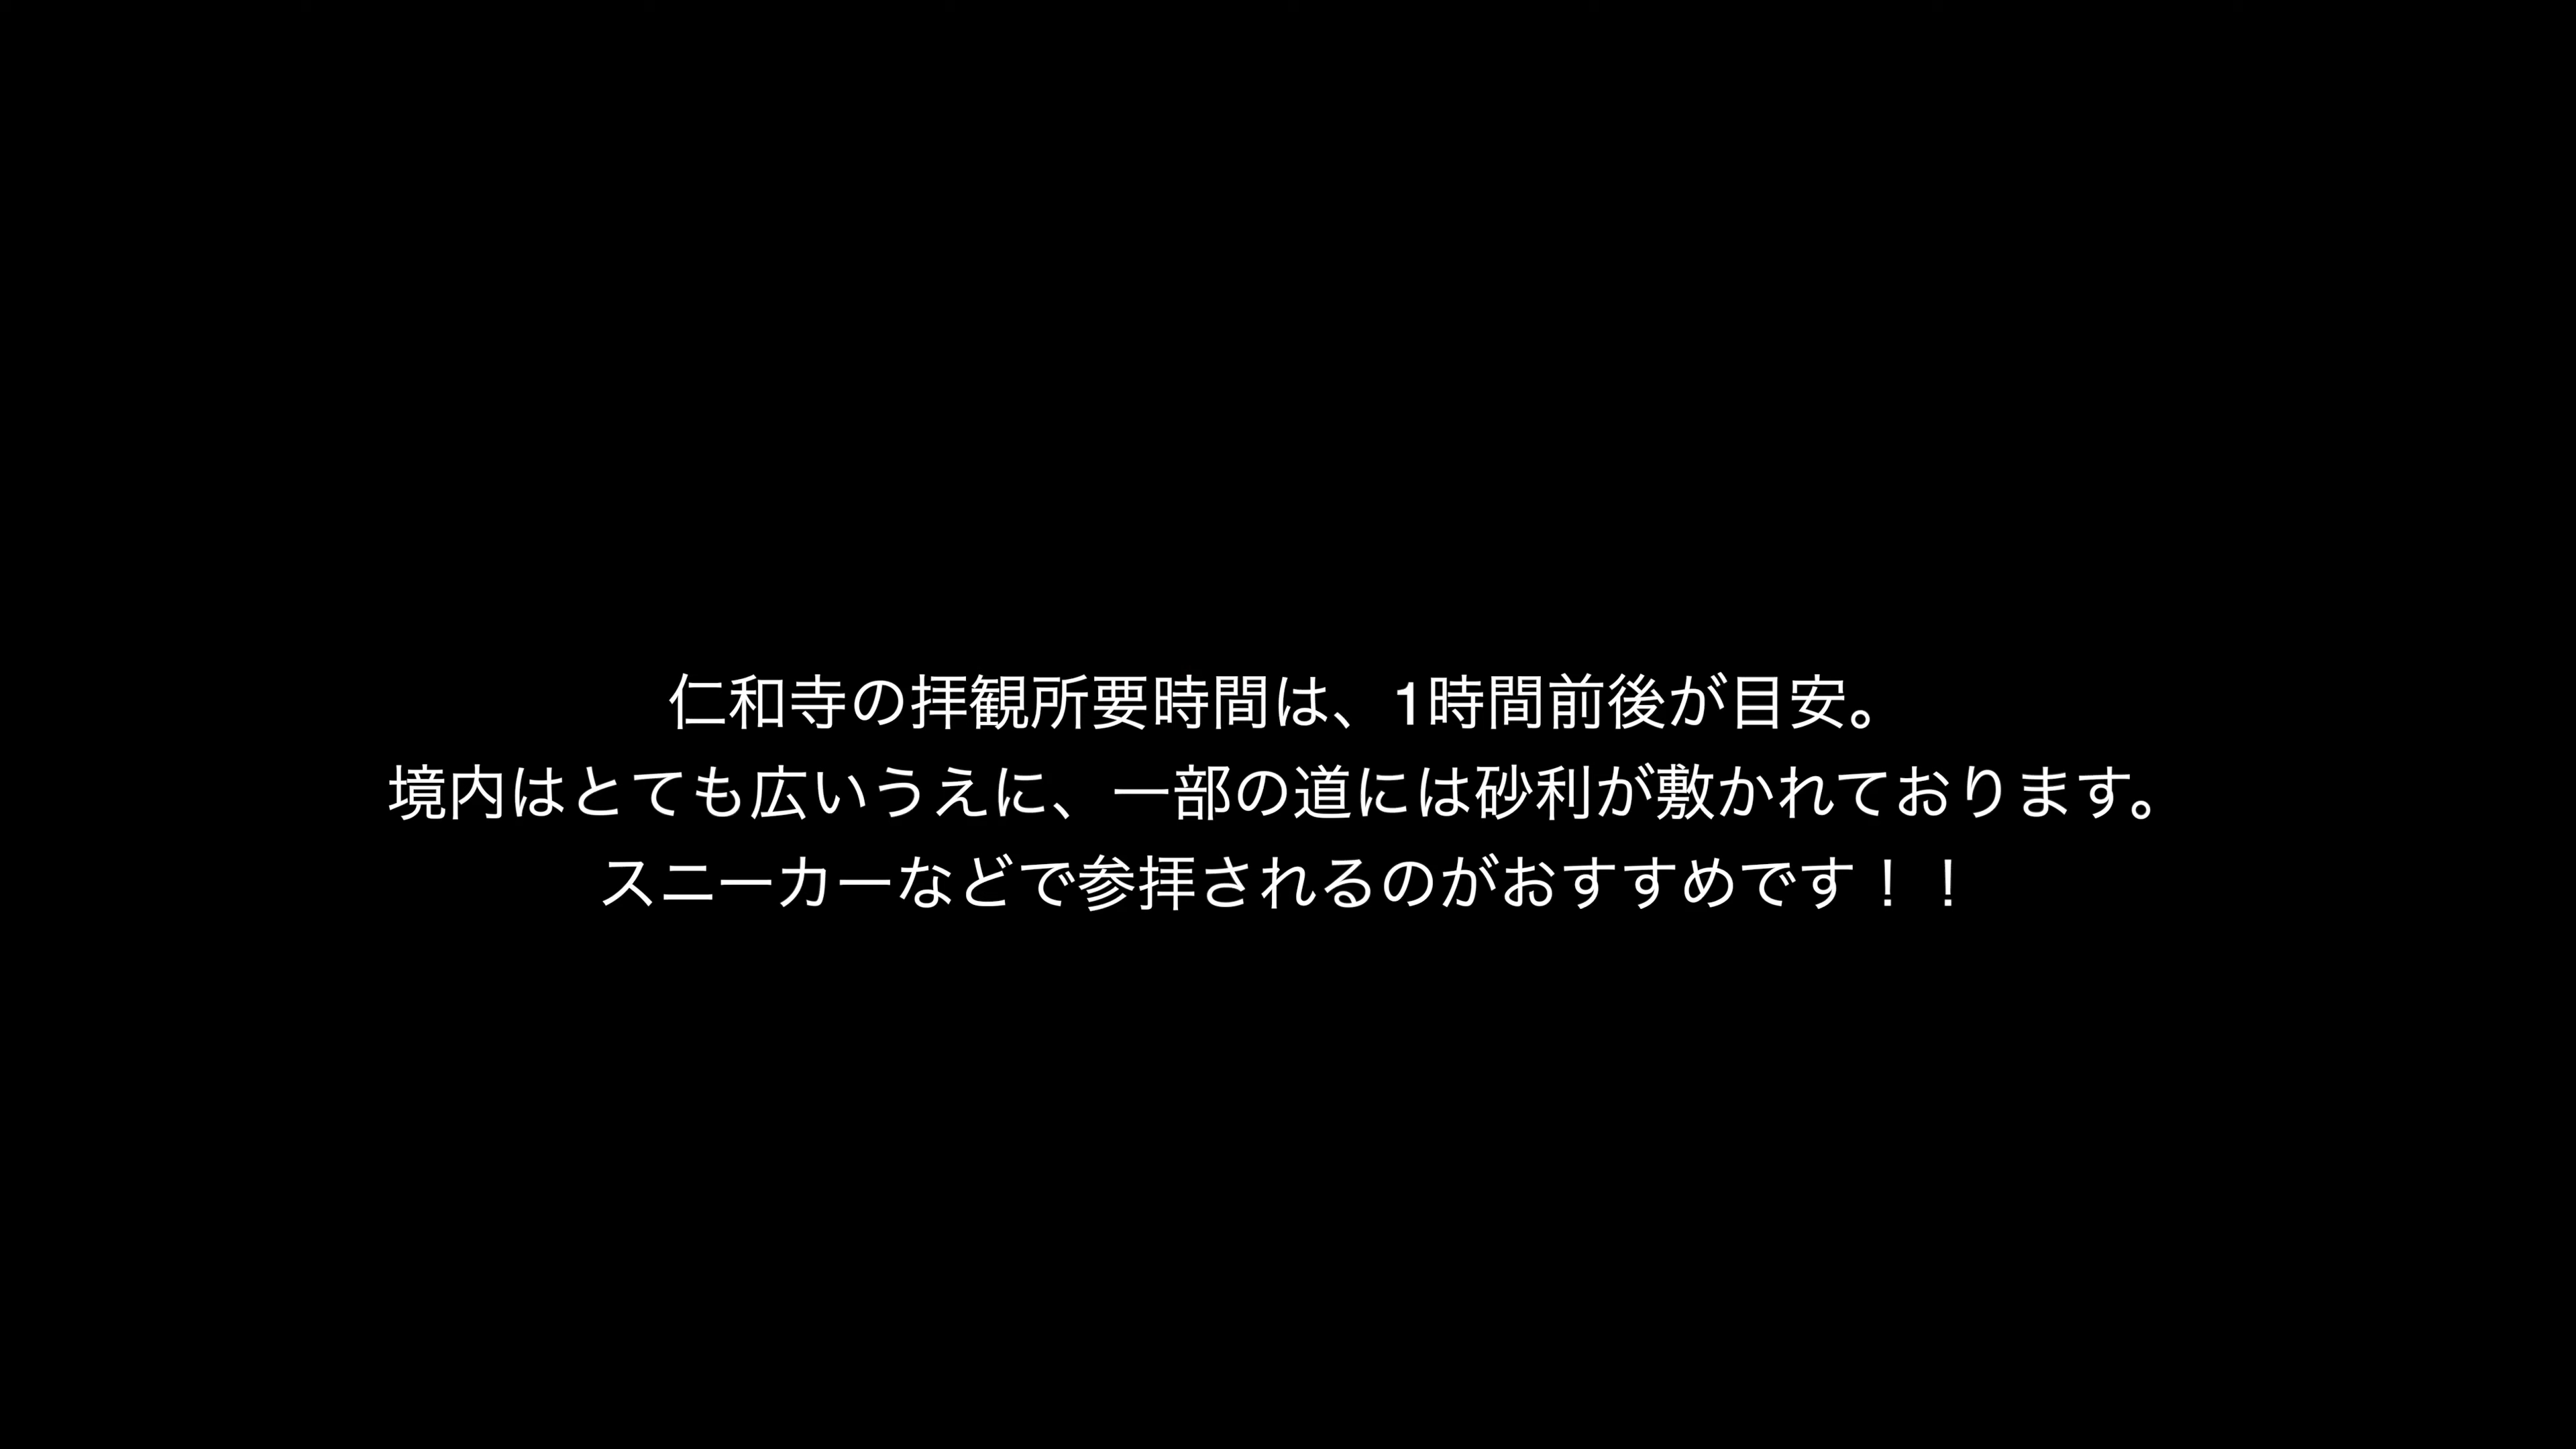 仁和寺の拝観所要時間は、1時間前後が目安。
境内はとても広いうえに、一部の道には砂利が敷かれております。
スニーカーなどで参拝されるのがおすすめです！！